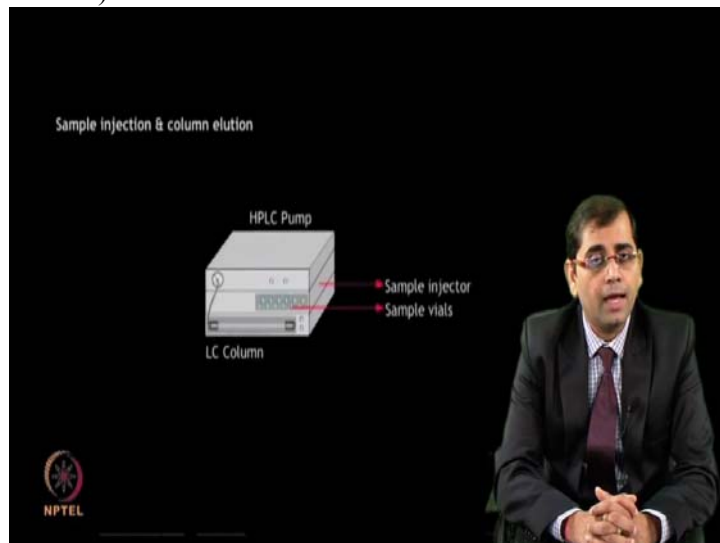 )
Sample injection & column elution
HPLC Pump
Sample injector
Sample vials
LC Column
NPTEL